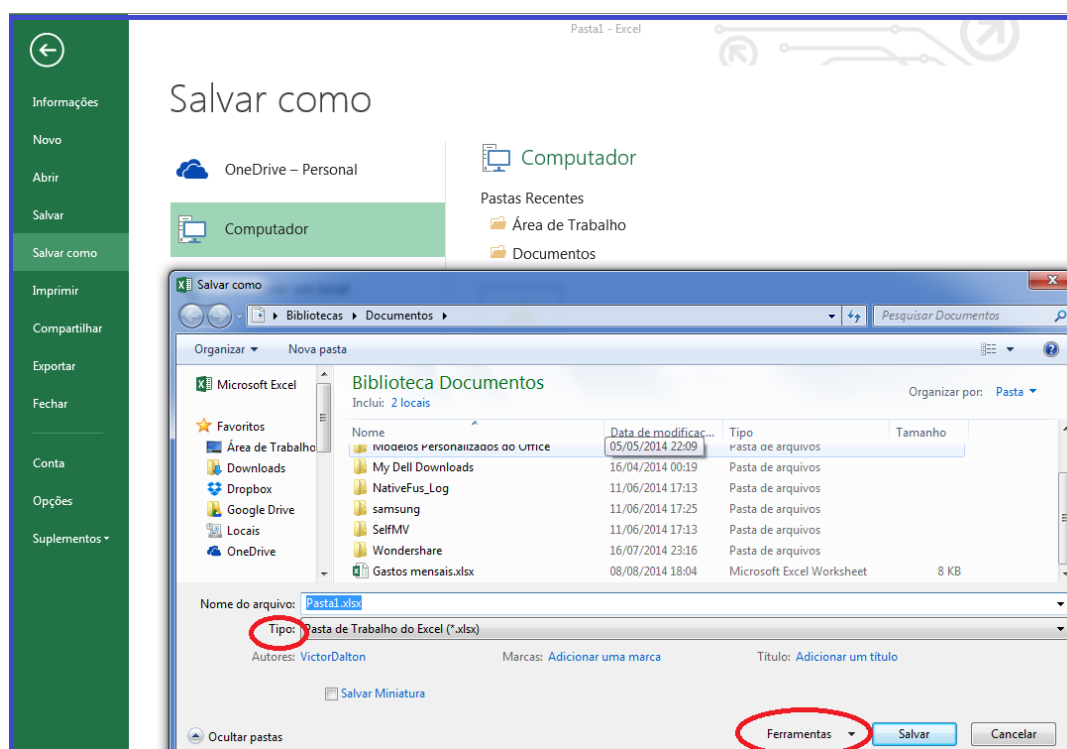 Pasta1 - Excel
Informações
Novo
Abrir
Salvar
Salvar como
Imprimir
Compartilhar
Exportar
Fechar
Conta
Opções
Suplementos
Salvar como
OneDrive – Personal
Computador
Computador
Pastas Recentes
Área de Trabalho
Documentos
Salvar como
Bibliotecas Documentos
Pesquisar Documentos
Organizar Nova pasta
Microsoft Excel
Favoritos
Área de Trabalho
Downloads
Dropbox
Google Drive
Locais
OneDrive
Biblioteca Documentos
Inclui: 2 locais
Organizar por: Pasta
Nome Data de modificaç... Tipo Tamanho
Modelos Personalizados do Office 05/05/2014 22:09 Pasta de arquivos
My Dell Downloads 16/04/2014 00:19 Pasta de arquivos
NativeFus_Log 11/06/2014 17:13 Pasta de arquivos
samsung 11/06/2014 17:25 Pasta de arquivos
SelfMV 11/06/2014 17:13 Pasta de arquivos
Wondershare 16/07/2014 23:16 Pasta de arquivos
Gastos mensais.xlsx 08/08/2014 18:04 Microsoft Excel Worksheet 8 KB
Nome do arquivo: Pasta1.xlsx
Tipo: Pasta de Trabalho do Excel (*.xlsx)
Autores: VictorDalton Marcas: Adicionar uma marca Título: Adicionar um título
Salvar Miniatura
Ocultar pastas Ferramentas Salvar Cancelar